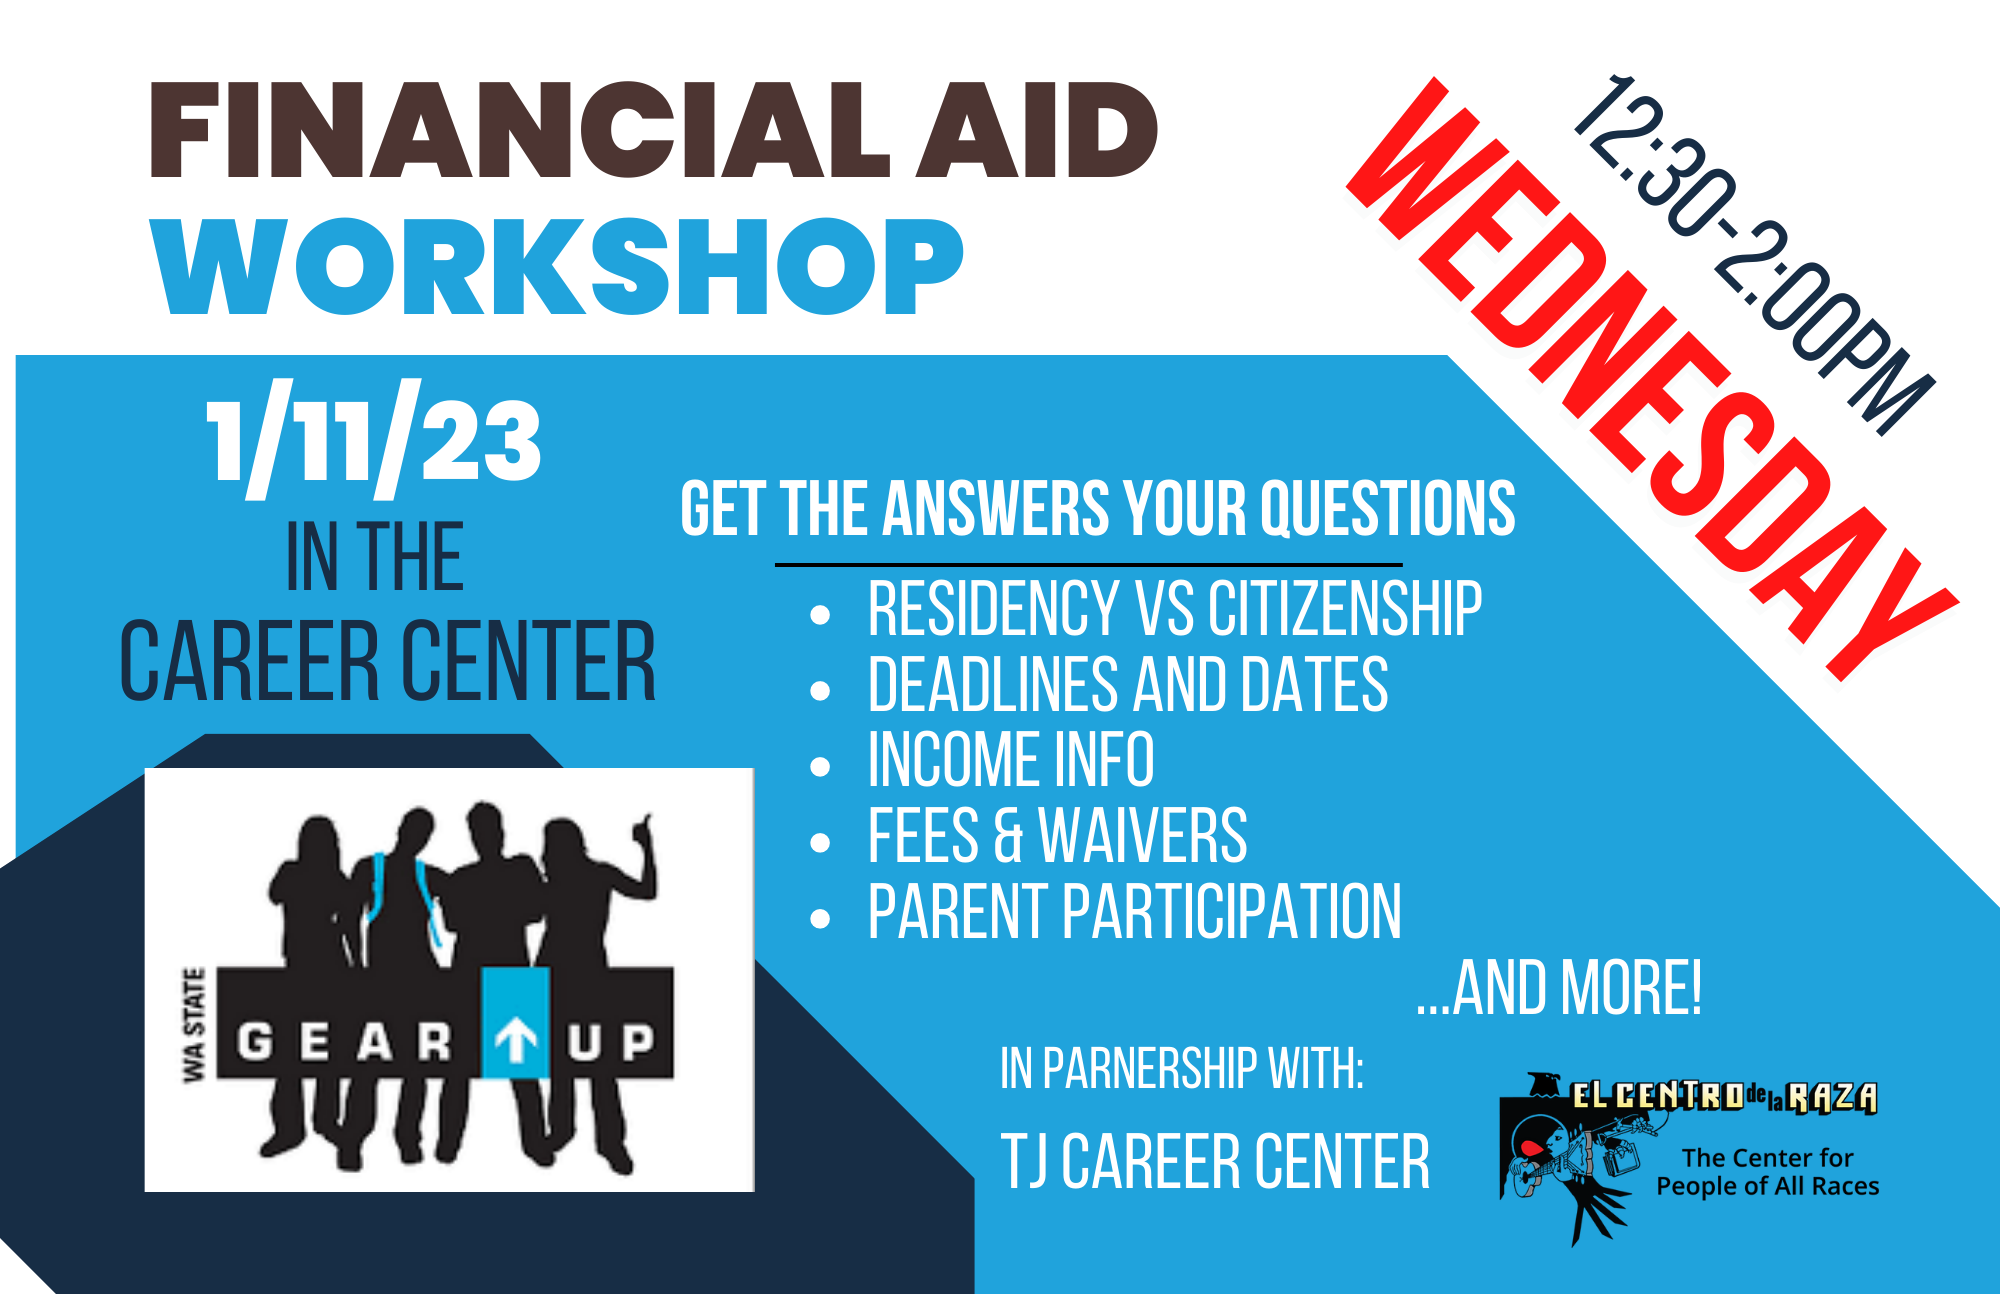 FINANCIAL AID
WORKSHOP
12:30-2:00PM
WEDNESDAY
1/11/23
IN THE
CAREER CENTER
GET THE ANSWERS YOUR QUESTIONS
• RESIDENCY VS CITIZENSHIP
• DEADLINES AND DATES
• INCOME INFO
• FEES & WAIVERS
• PARENT PARTICIPATION
...AND MORE!
WA STATE
GEAR UP
IN PARNERSHIP WITH:
TJ CAREER CENTER
EL CENTRO de la RAZA
The Center for
People of All Races